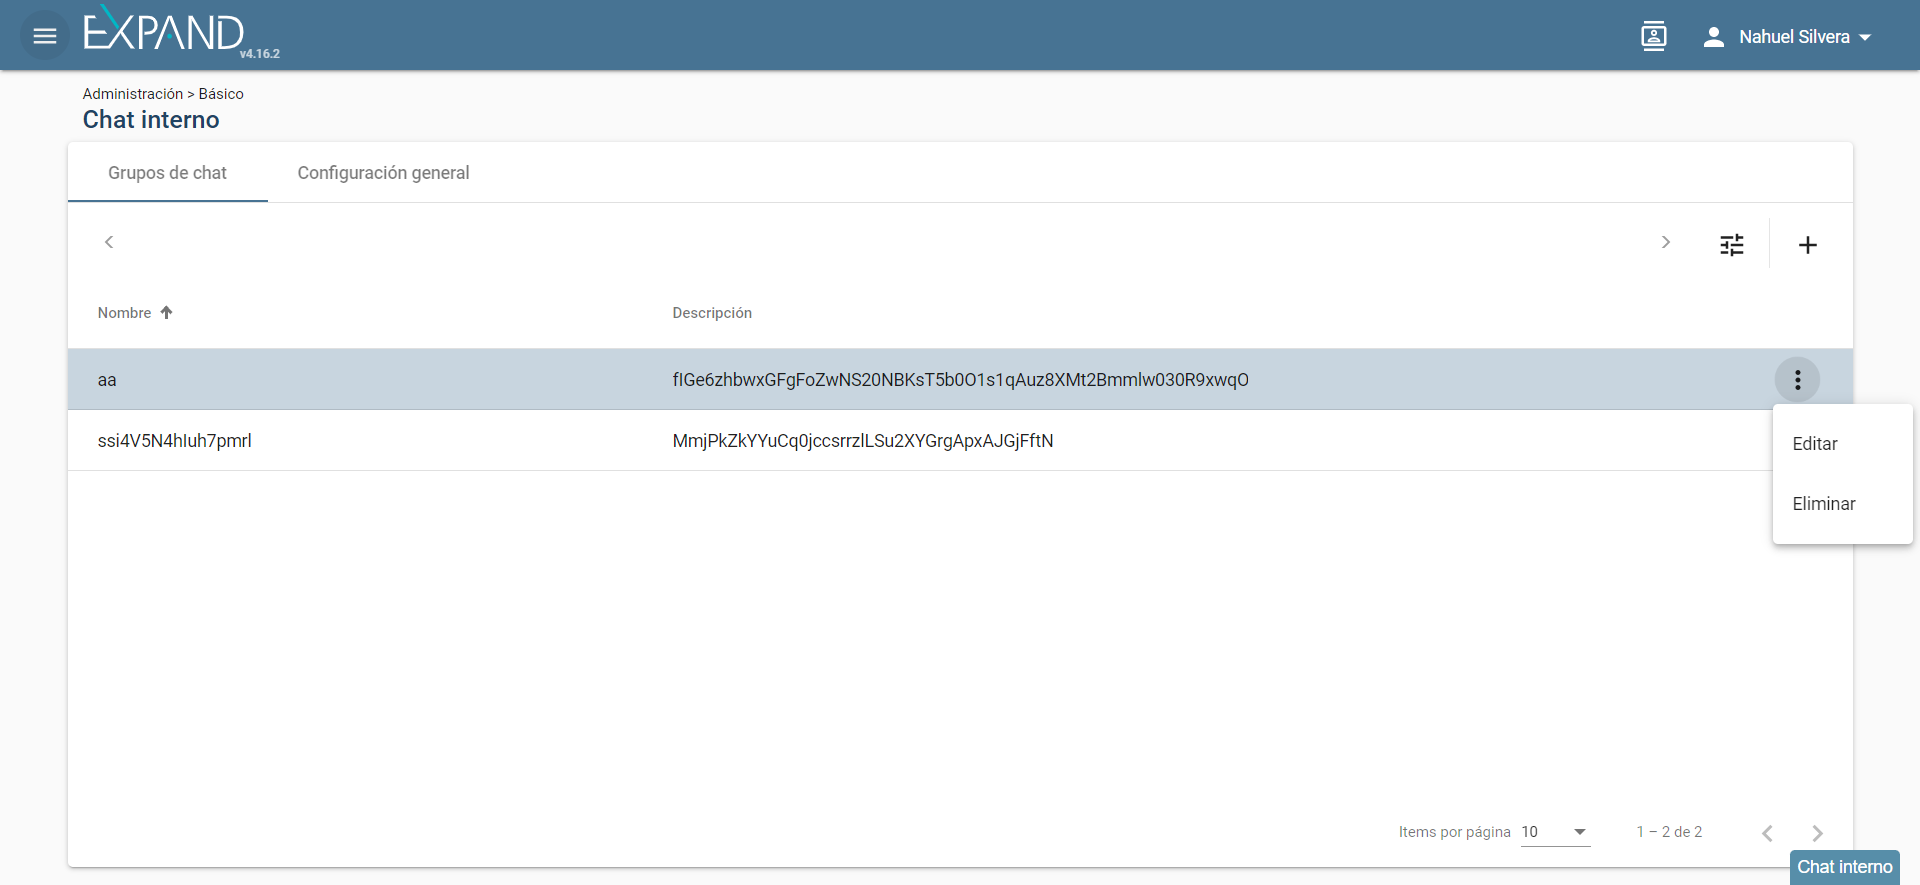 EXPAND
v4.16.2
Nahuel Silvera
Administración > Básico
Chat interno
Grupos de chat
Configuración general
Nombre
Descripción
aa
fIGe6zhbwxGFgFoZwNS20NBKsT5b0O1s1qAuz8XMt2Bmmlw030R9xwqO
ssi4V5N4hIuh7pmrl
MmjPkZkYYuCq0jccsrrzlLSu2XYGrgApxAJGjFftN
Editar
Eliminar
Items por página 10
1 – 2 de 2
Chat interno